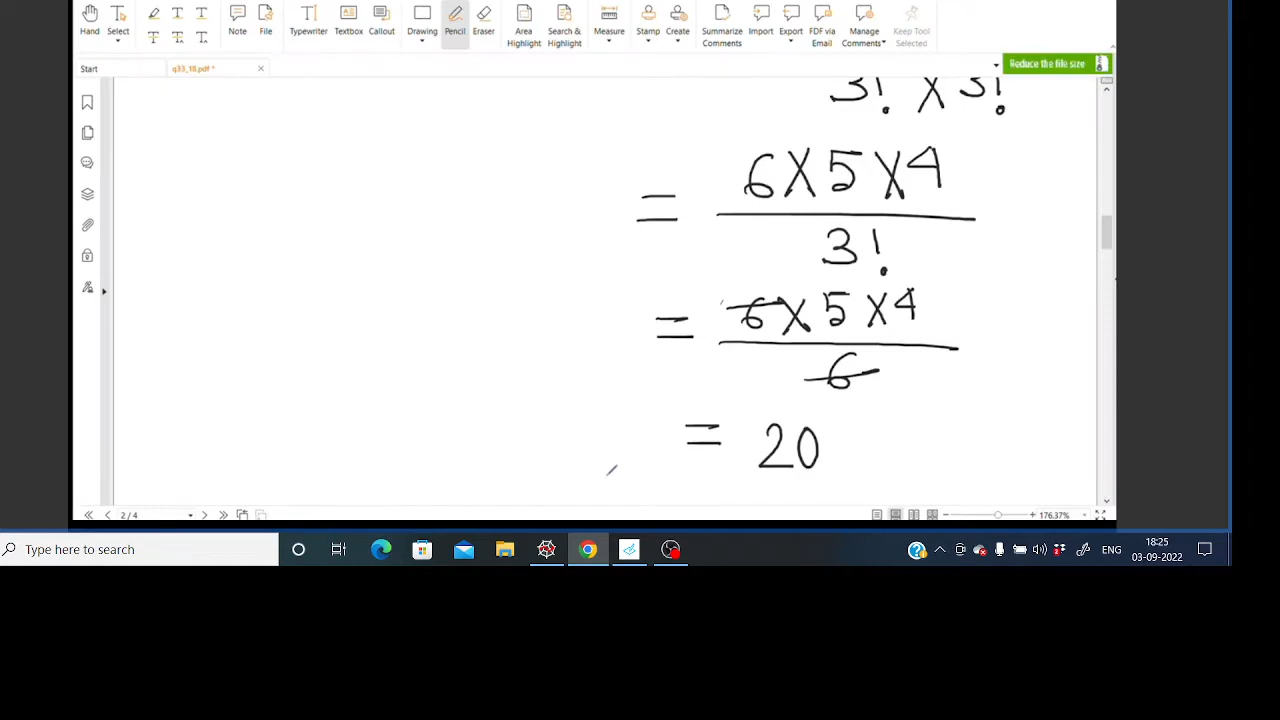 Hand Select Note File Typewriter Textbox Callout Drawing Pencil Eraser Area Highlight Search & Highlight Measure Stamp Create Summarize Comments Import Export PDF via Email Manage Comments Keep Tool Selected
Start q33_18.pdf * Reduce the file size
3! X 3!
= 6 X 5 X 4
3!
= 6 X 5 X 4
6
= 20
2 / 4 176.37%
Type here to search ENG 18:25
03-09-2022